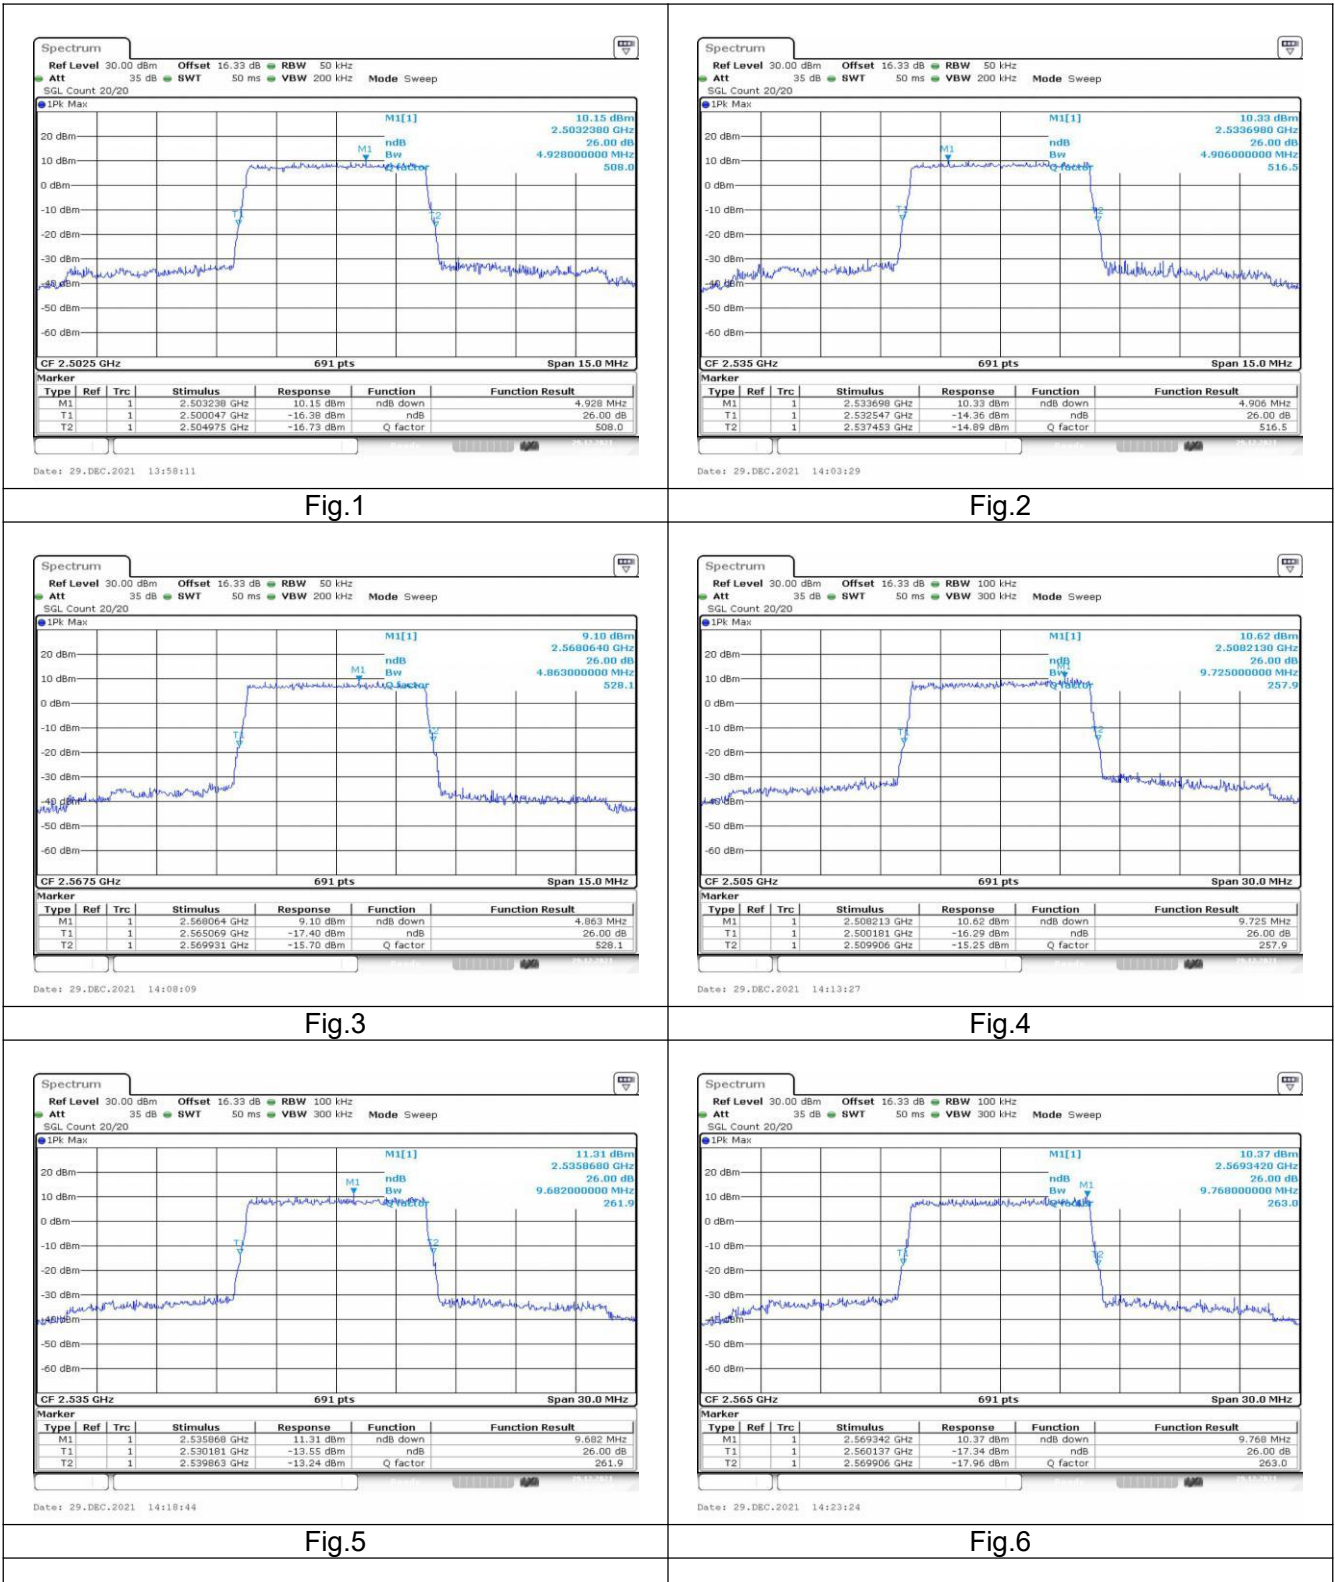 Spectrum
Ref Level 30.00 dBm Offset 16.33 dB RBW 50 kHz
Att 35 dB SWT 50 ms VBW 200 kHz Mode Sweep
SGL Count 20/20
1Pk Max
M1[1] 10.15 dBm
2.5032380 GHz
ndB 26.00 dB
Bw 4.928000000 MHz
Q factor 508.0
M1
T1
T2
20 dBm
10 dBm
0 dBm
-10 dBm
-20 dBm
-30 dBm
-40 dBm
-50 dBm
-60 dBm
CF 2.5025 GHz 691 pts Span 15.0 MHz
Marker
Type Ref Trc Stimulus Response Function Function Result
M1 1 2.503238 GHz 10.15 dBm ndB down 4.928 MHz
T1 1 2.500047 GHz -16.38 dBm ndB 26.00 dB
T2 1 2.504975 GHz -16.73 dBm Q factor 508.0
Date: 29.DEC.2021 13:58:11
Fig.1
Spectrum
Ref Level 30.00 dBm Offset 16.33 dB RBW 50 kHz
Att 35 dB SWT 50 ms VBW 200 kHz Mode Sweep
SGL Count 20/20
1Pk Max
M1[1] 10.33 dBm
2.5336980 GHz
ndB 26.00 dB
Bw 4.906000000 MHz
Q factor 516.5
M1
T1
T2
20 dBm
10 dBm
0 dBm
-10 dBm
-20 dBm
-30 dBm
-40 dBm
-50 dBm
-60 dBm
CF 2.535 GHz 691 pts Span 15.0 MHz
Marker
Type Ref Trc Stimulus Response Function Function Result
M1 1 2.533698 GHz 10.33 dBm ndB down 4.906 MHz
T1 1 2.532547 GHz -14.36 dBm ndB 26.00 dB
T2 1 2.537453 GHz -14.89 dBm Q factor 516.5
Date: 29.DEC.2021 14:03:29
Fig.2
Spectrum
Ref Level 30.00 dBm Offset 16.33 dB RBW 50 kHz
Att 35 dB SWT 50 ms VBW 200 kHz Mode Sweep
SGL Count 20/20
1Pk Max
M1[1] 9.10 dBm
2.5680640 GHz
ndB 26.00 dB
Bw 4.863000000 MHz
Q factor 528.1
M1
T1
T2
20 dBm
10 dBm
0 dBm
-10 dBm
-20 dBm
-30 dBm
-40 dBm
-50 dBm
-60 dBm
CF 2.5675 GHz 691 pts Span 15.0 MHz
Marker
Type Ref Trc Stimulus Response Function Function Result
M1 1 2.568064 GHz 9.10 dBm ndB down 4.863 MHz
T1 1 2.565069 GHz -17.40 dBm ndB 26.00 dB
T2 1 2.569931 GHz -15.70 dBm Q factor 528.1
Date: 29.DEC.2021 14:08:09
Fig.3
Spectrum
Ref Level 30.00 dBm Offset 16.33 dB RBW 100 kHz
Att 35 dB SWT 50 ms VBW 300 kHz Mode Sweep
SGL Count 20/20
1Pk Max
M1[1] 10.62 dBm
2.5082130 GHz
ndB 26.00 dB
Bw 9.725000000 MHz
Q factor 257.9
M1
T1
T2
20 dBm
10 dBm
0 dBm
-10 dBm
-20 dBm
-30 dBm
-40 dBm
-50 dBm
-60 dBm
CF 2.505 GHz 691 pts Span 30.0 MHz
Marker
Type Ref Trc Stimulus Response Function Function Result
M1 1 2.508213 GHz 10.62 dBm ndB down 9.725 MHz
T1 1 2.500181 GHz -16.29 dBm ndB 26.00 dB
T2 1 2.509906 GHz -15.25 dBm Q factor 257.9
Date: 29.DEC.2021 14:13:27
Fig.4
Spectrum
Ref Level 30.00 dBm Offset 16.33 dB RBW 100 kHz
Att 35 dB SWT 50 ms VBW 300 kHz Mode Sweep
SGL Count 20/20
1Pk Max
M1[1] 11.31 dBm
2.5358680 GHz
ndB 26.00 dB
Bw 9.682000000 MHz
Q factor 261.9
M1
T1
T2
20 dBm
10 dBm
0 dBm
-10 dBm
-20 dBm
-30 dBm
-40 dBm
-50 dBm
-60 dBm
CF 2.535 GHz 691 pts Span 30.0 MHz
Marker
Type Ref Trc Stimulus Response Function Function Result
M1 1 2.535868 GHz 11.31 dBm ndB down 9.682 MHz
T1 1 2.530181 GHz -13.55 dBm ndB 26.00 dB
T2 1 2.539863 GHz -13.24 dBm Q factor 261.9
Date: 29.DEC.2021 14:18:44
Fig.5
Spectrum
Ref Level 30.00 dBm Offset 16.33 dB RBW 100 kHz
Att 35 dB SWT 50 ms VBW 300 kHz Mode Sweep
SGL Count 20/20
1Pk Max
M1[1] 10.37 dBm
2.5693420 GHz
ndB 26.00 dB
Bw 9.768000000 MHz
Q factor 263.0
M1
T1
T2
20 dBm
10 dBm
0 dBm
-10 dBm
-20 dBm
-30 dBm
-40 dBm
-50 dBm
-60 dBm
CF 2.565 GHz 691 pts Span 30.0 MHz
Marker
Type Ref Trc Stimulus Response Function Function Result
M1 1 2.569342 GHz 10.37 dBm ndB down 9.768 MHz
T1 1 2.560137 GHz -17.34 dBm ndB 26.00 dB
T2 1 2.569906 GHz -17.96 dBm Q factor 263.0
Date: 29.DEC.2021 14:23:24
Fig.6